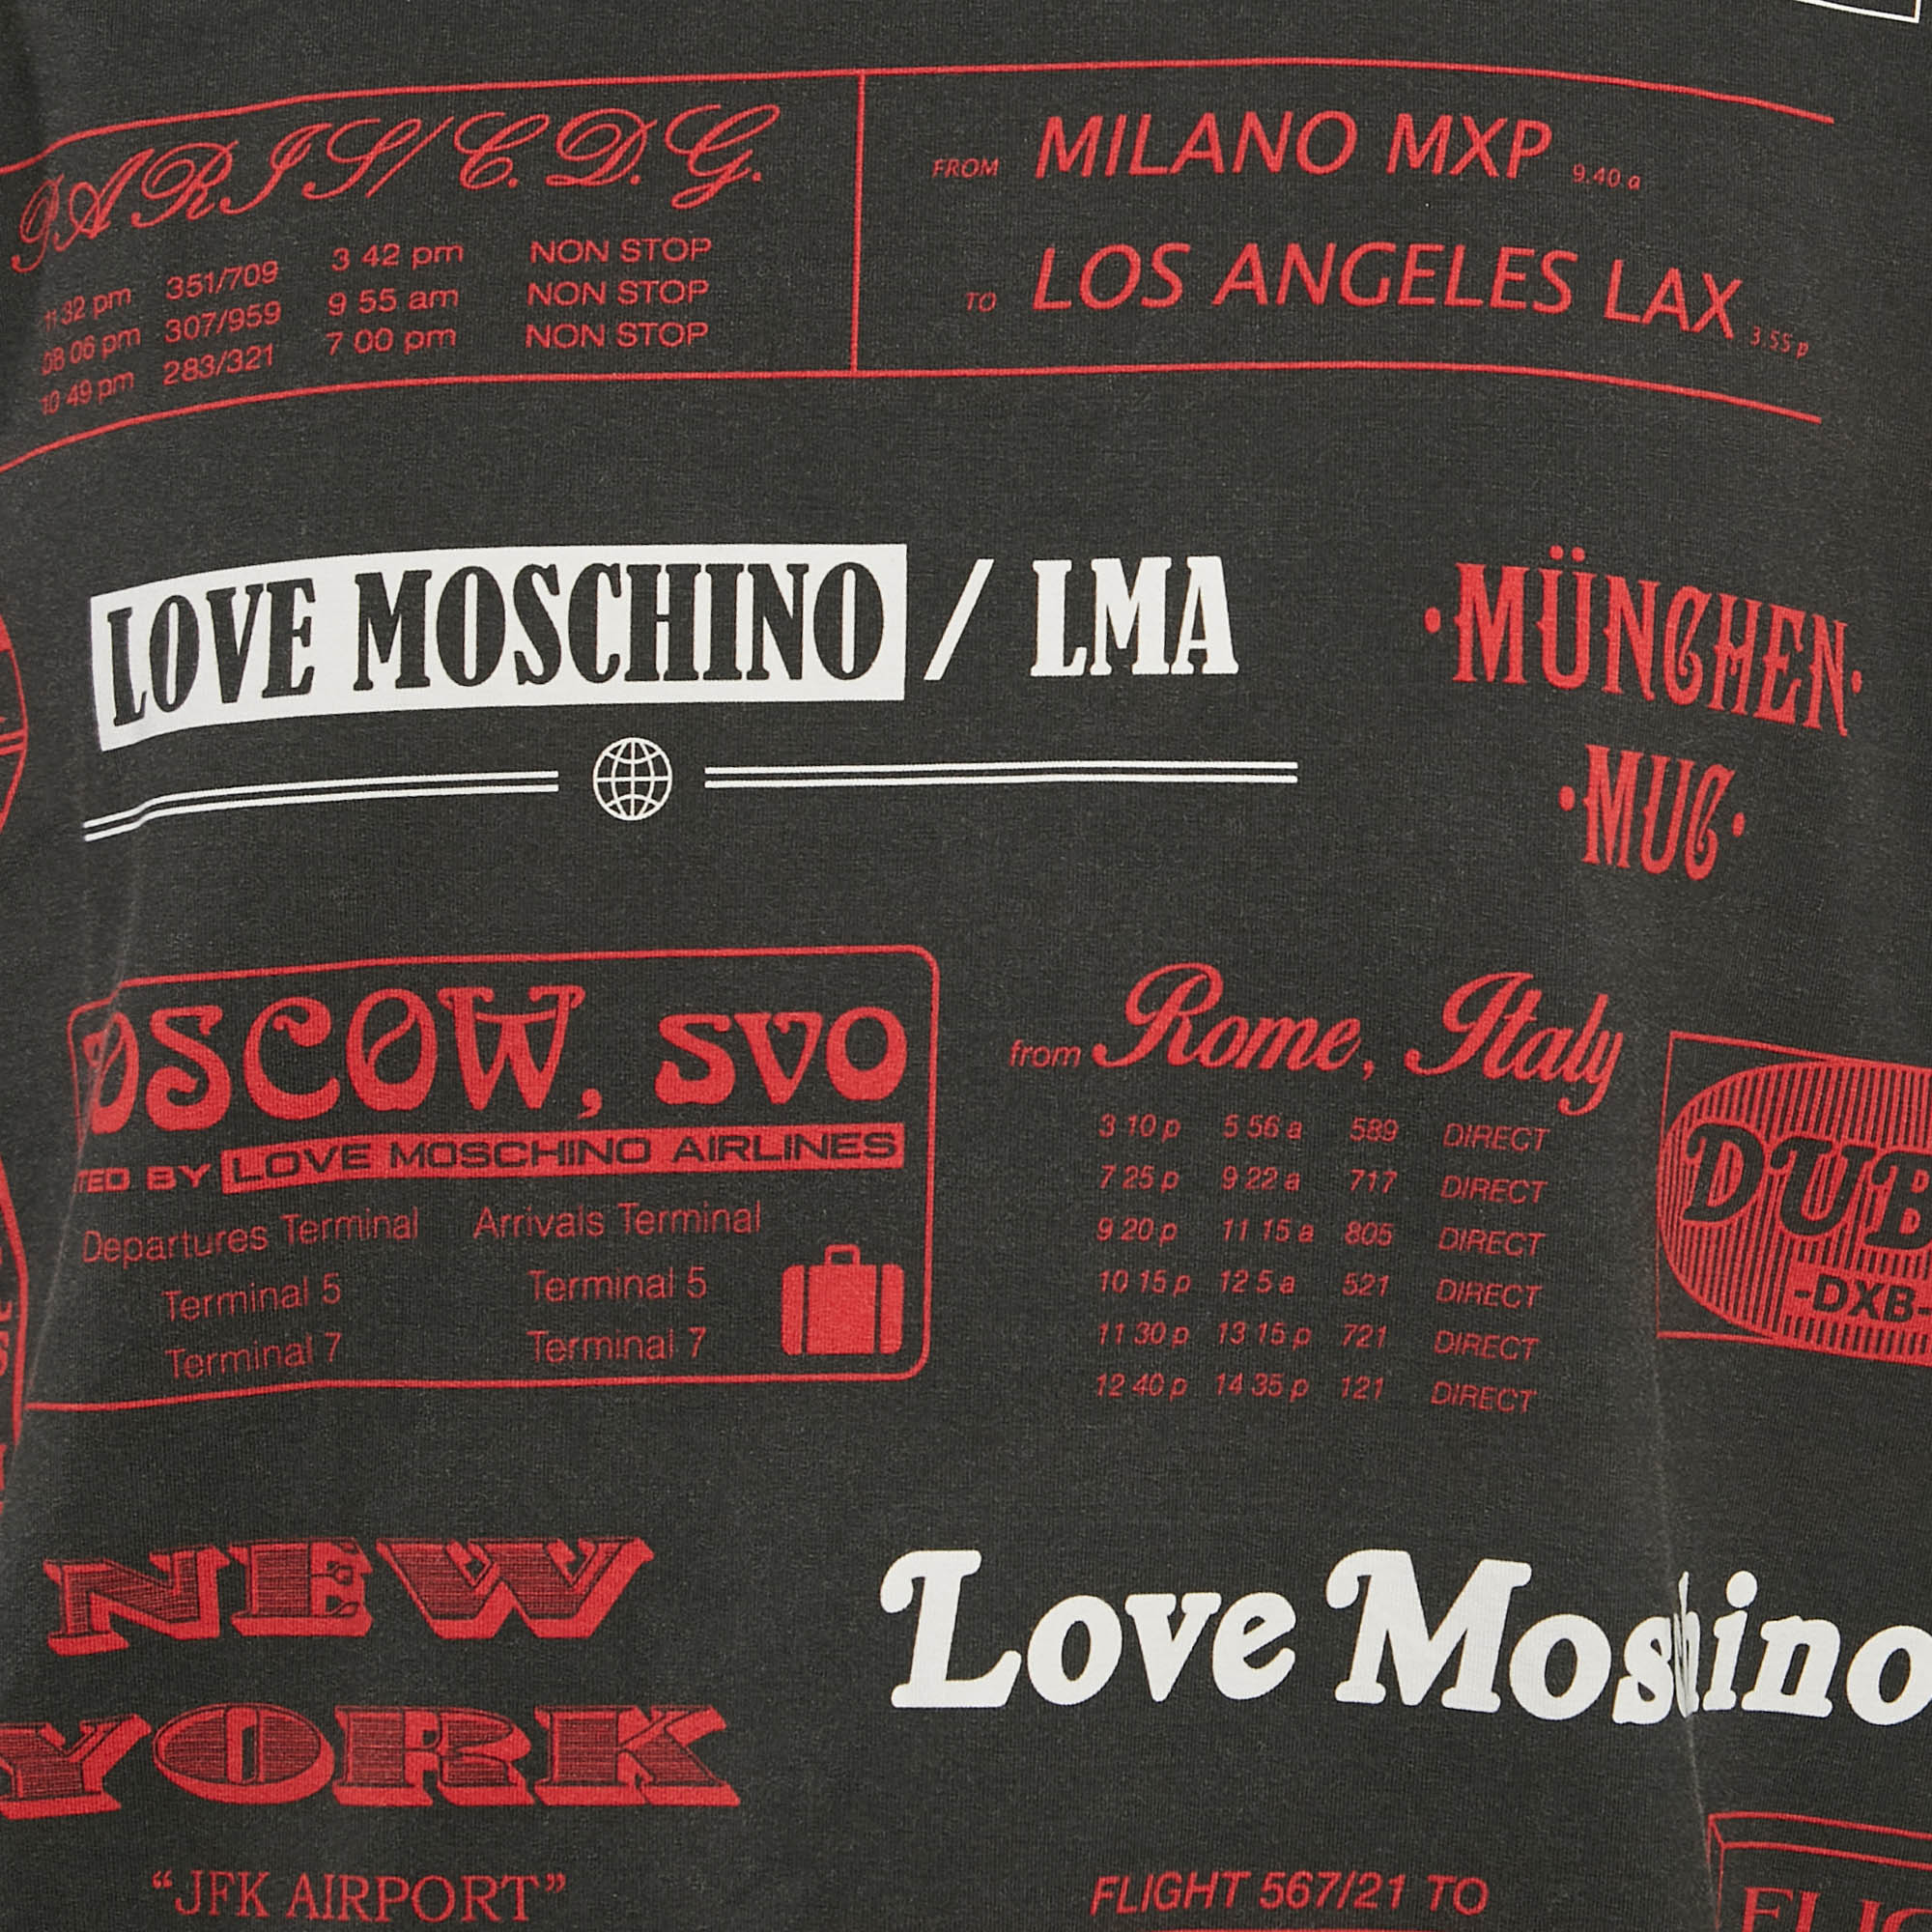 PARIS/C.D.G.
11 32 pm 351/709 3 42 pm NON STOP
08 06 pm 307/959 9 55 am NON STOP
10 49 pm 283/321 7 00 pm NON STOP
FROM MILANO MXP 9.40 a
TO LOS ANGELES LAX 3.55 p
LOVE MOSCHINO / LMA
·MÜNCHEN·
·MUC·
OSCOW, SVO
TED BY LOVE MOSCHINO AIRLINES
Departures Terminal Arrivals Terminal
Terminal 5 Terminal 5
Terminal 7 Terminal 7
from Rome, Italy
3 10 p 5 56 a 589 DIRECT
7 25 p 9 22 a 717 DIRECT
9 20 p 11 15 a 805 DIRECT
10 15 p 12 5 a 521 DIRECT
11 30 p 13 15 p 721 DIRECT
12 40 p 14 35 p 121 DIRECT
DUB
-DXB-
NEW
YORK
"JFK AIRPORT"
Love Moschino
FLIGHT 567/21 TO
FLIG